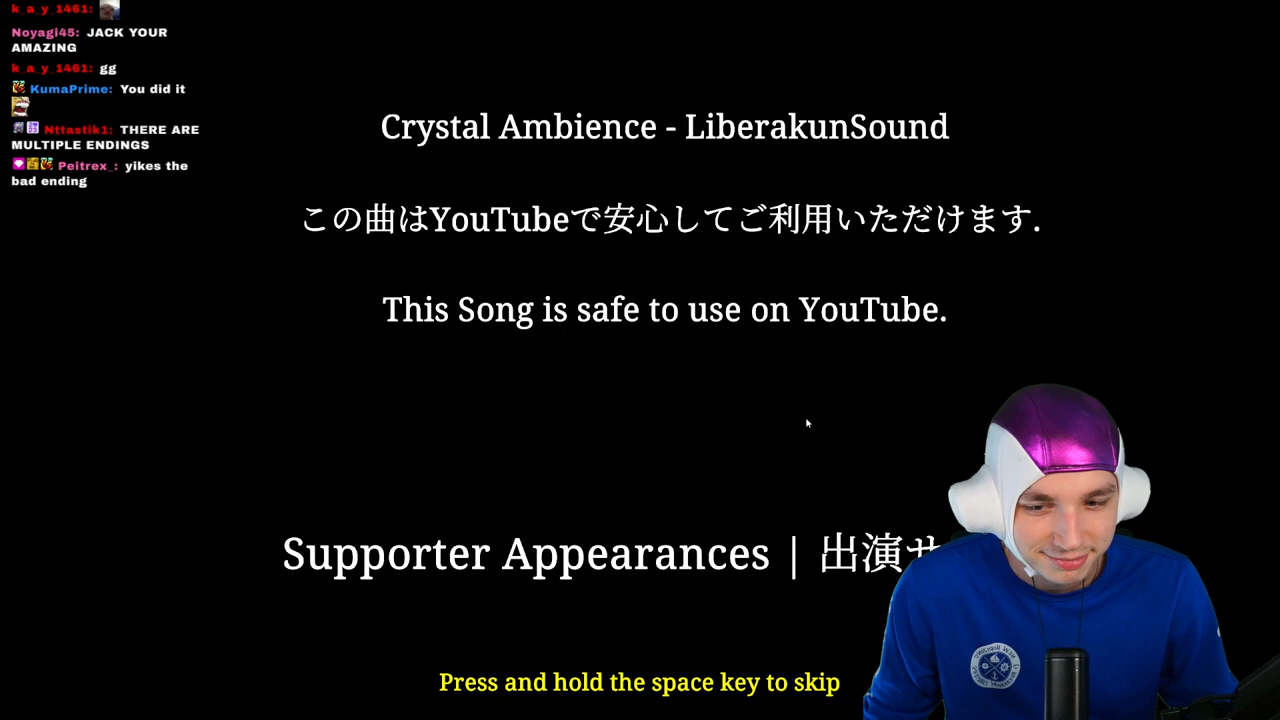 k_a_y_1461:
Noyagi45: JACK YOUR
AMAZING
k_a_y_1461: gg
KumaPrime: You did it
Nttastik1: THERE ARE
MULTIPLE ENDINGS
Peitrex_: yikes the
bad ending
Crystal Ambience - LiberakunSound
この曲はYouTubeで安心してご利用いただけます.
This Song is safe to use on YouTube.
Supporter Appearances | 出演
Press and hold the space key to skip